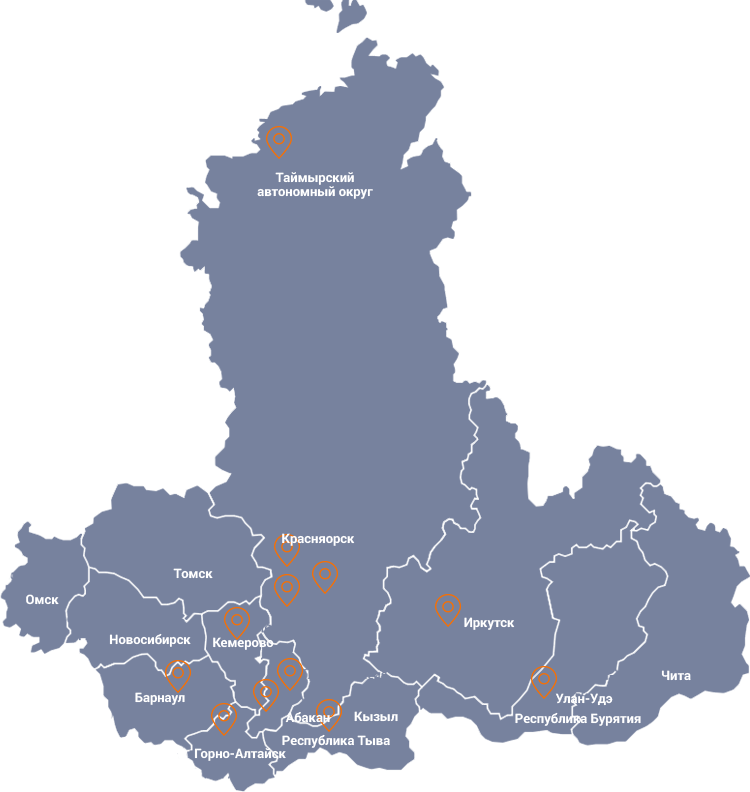 Таймырский
автономный округ
Красняорск
Томск
Омск
Иркутск
Новосибирск
Кемерово
Чита
Барнаул
Улан-Удэ
Абакан
Кызыл
Республика Бурятия
Республика Тыва
Горно-Алтайск